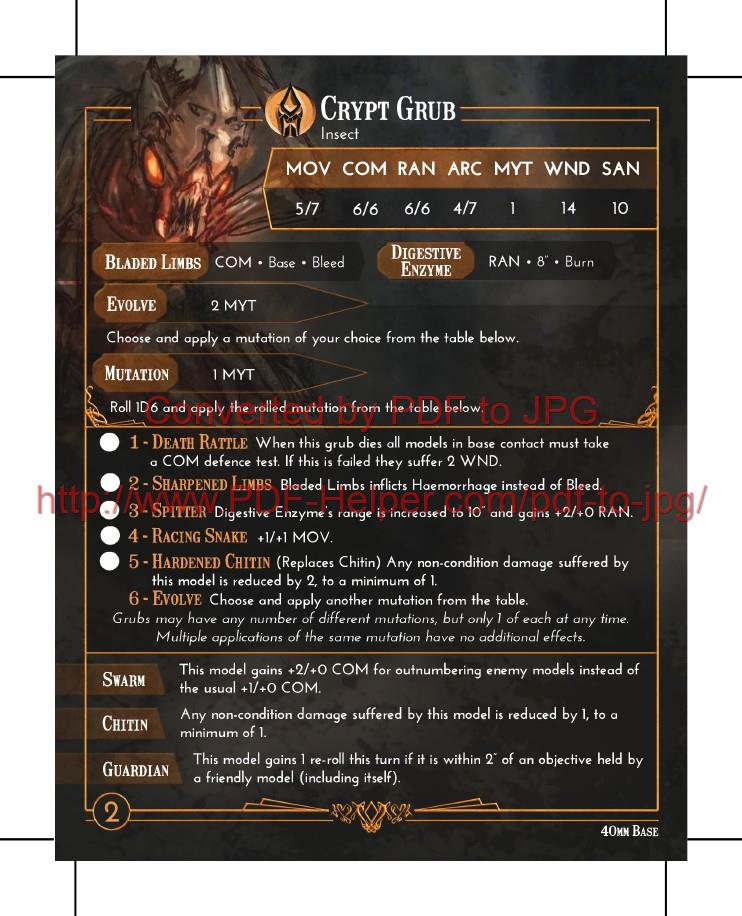 Crypt Grub
Insect
MOV COM RAN ARC MYT WND SAN
5/7 6/6 6/6 4/7 1 14 10
Bladed Limbs COM • Base • Bleed
Digestive Enzyme RAN • 8" • Burn
Evolve 2 MYT
Choose and apply a mutation of your choice from the table below.
Mutation 1 MYT
Roll 1D6 and apply the rolled mutation from the table below.
Converted by PDF to JPG
1 - Death Rattle When this grub dies all models in base contact must take
a COM defence test. If this is failed they suffer 2 WND.
2 - Sharpened Limbs Bladed Limbs inflicts Haemorrhage instead of Bleed.
http://www.PDF-Helper.com/pdf-to-jpg/
3 - Spitter Digestive Enzyme's range is increased to 10" and gains +2/+0 RAN.
4 - Racing Snake +1/+1 MOV.
5 - Hardened Chitin (Replaces Chitin) Any non-condition damage suffered by
this model is reduced by 2, to a minimum of 1.
6 - Evolve Choose and apply another mutation from the table.
Grubs may have any number of different mutations, but only 1 of each at any time.
Multiple applications of the same mutation have no additional effects.
Swarm This model gains +2/+0 COM for outnumbering enemy models instead of
the usual +1/+0 COM.
Chitin Any non-condition damage suffered by this model is reduced by 1, to a
minimum of 1.
Guardian This model gains 1 re-roll this turn if it is within 2" of an objective held by
a friendly model (including itself).
2
40mm Base